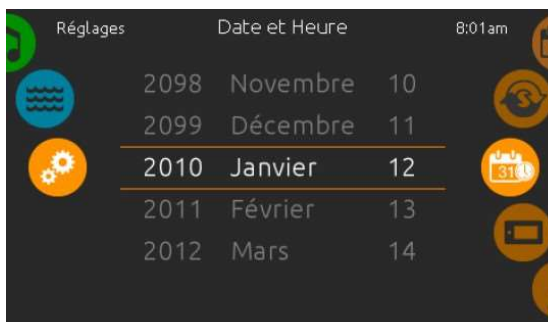 Réglages Date et Heure 8:01am
2098 Novembre 10
2099 Décembre 11
2010 Janvier 12
2011 Février 13
2012 Mars 14
31